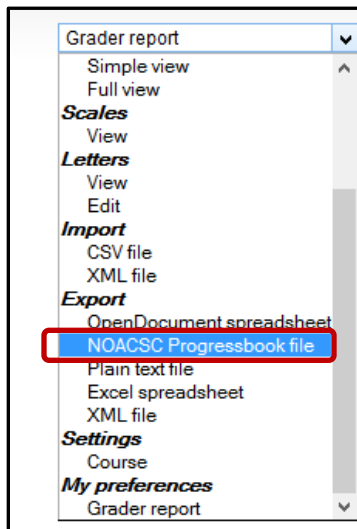 Grader report
Simple view
Full view
Scales
View
Letters
View
Edit
Import
CSV file
XML file
Export
OpenDocument spreadsheet
NOACSC Progressbook file
Plain text file
Excel spreadsheet
XML file
Settings
Course
My preferences
Grader report